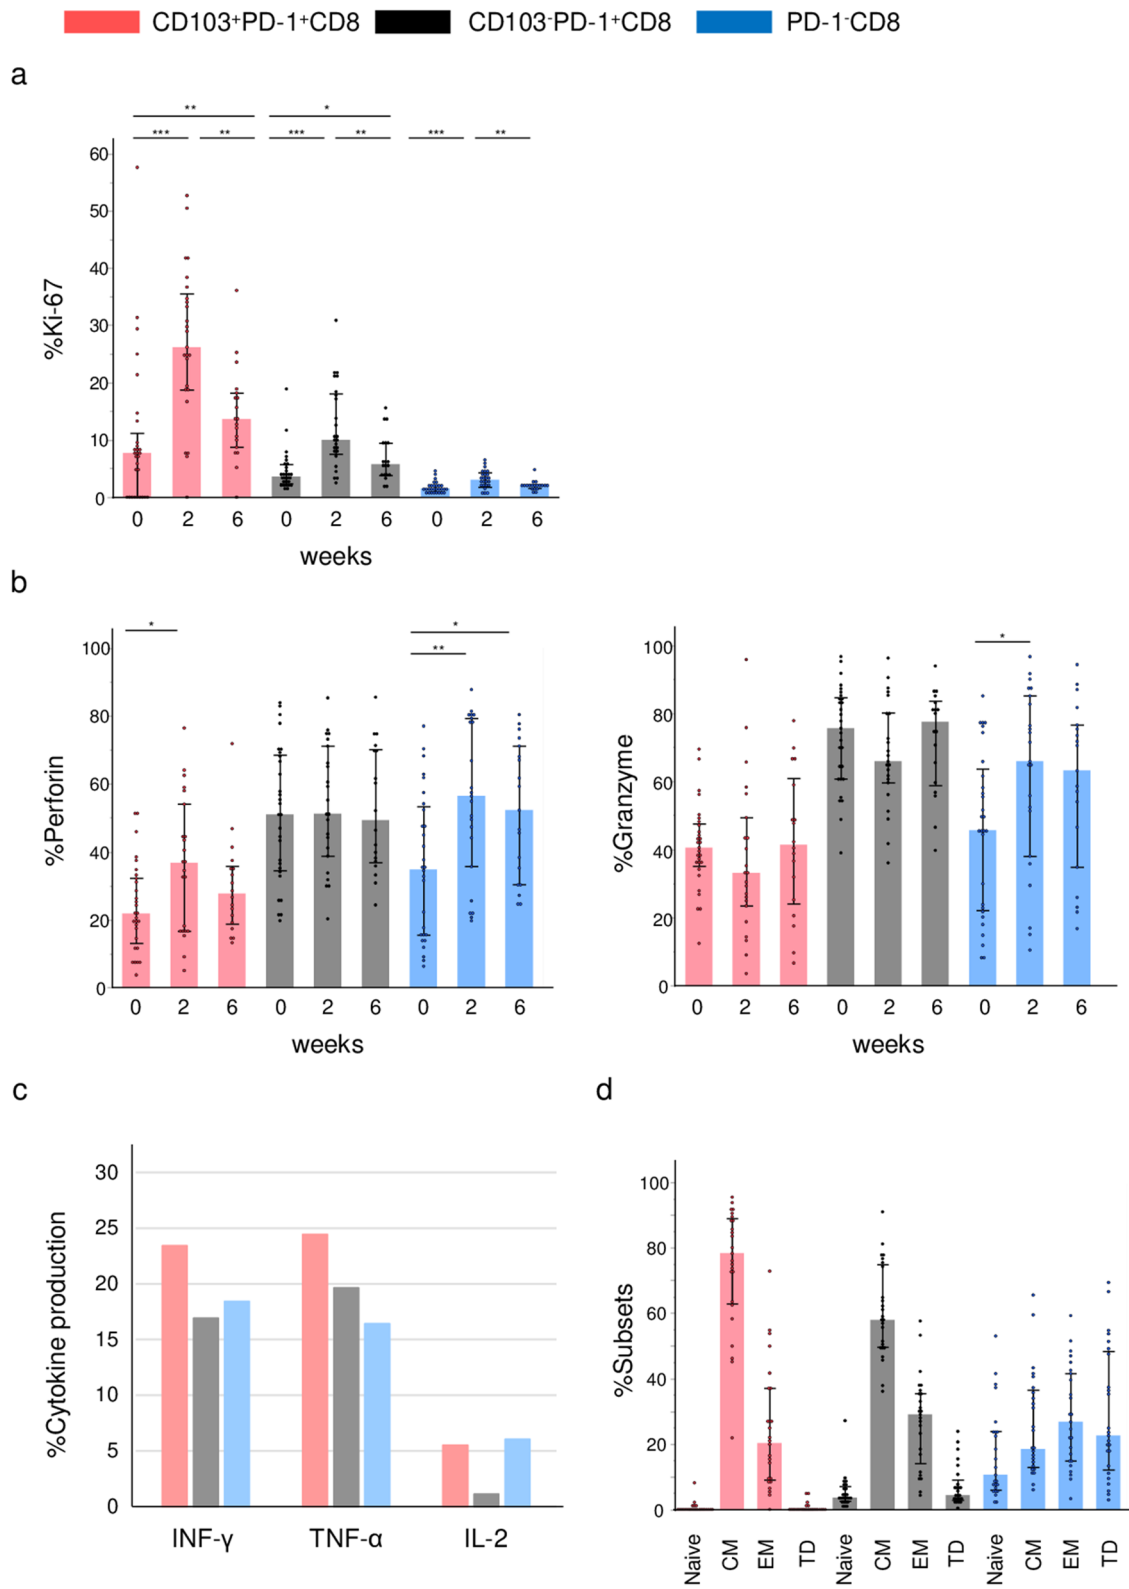 CD103⁺PD-1⁺CD8 CD103⁻PD-1⁺CD8 PD-1⁻CD8
a
** *
*** ** *** ** *** **
%Ki-67
60
50
40
30
20
10
0
0 2 6 0 2 6 0 2 6
weeks
b
* ** *
%Perforin
100
80
60
40
20
0
0 2 6 0 2 6 0 2 6
weeks
*
%Granzyme
100
80
60
40
20
0
0 2 6 0 2 6 0 2 6
weeks
c
%Cytokine production
30
25
20
15
10
5
0
INF-γ TNF-α IL-2
d
%Subsets
100
80
60
40
20
0
Naive CM EM TD Naive CM EM TD Naive CM EM TD